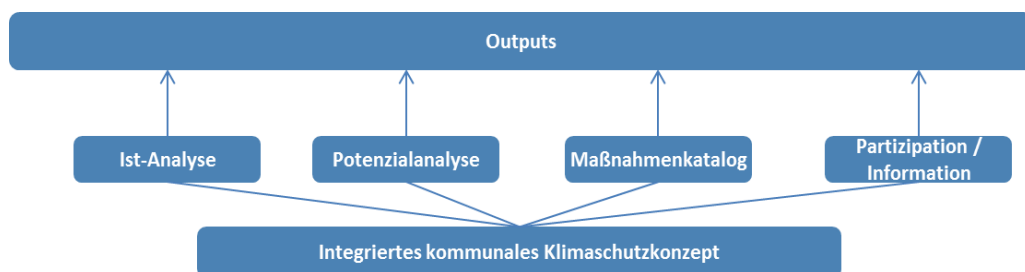 Outputs
Ist-Analyse
Potenzialanalyse
Maßnahmenkatalog
Partizipation /
Information
Integriertes kommunales Klimaschutzkonzept